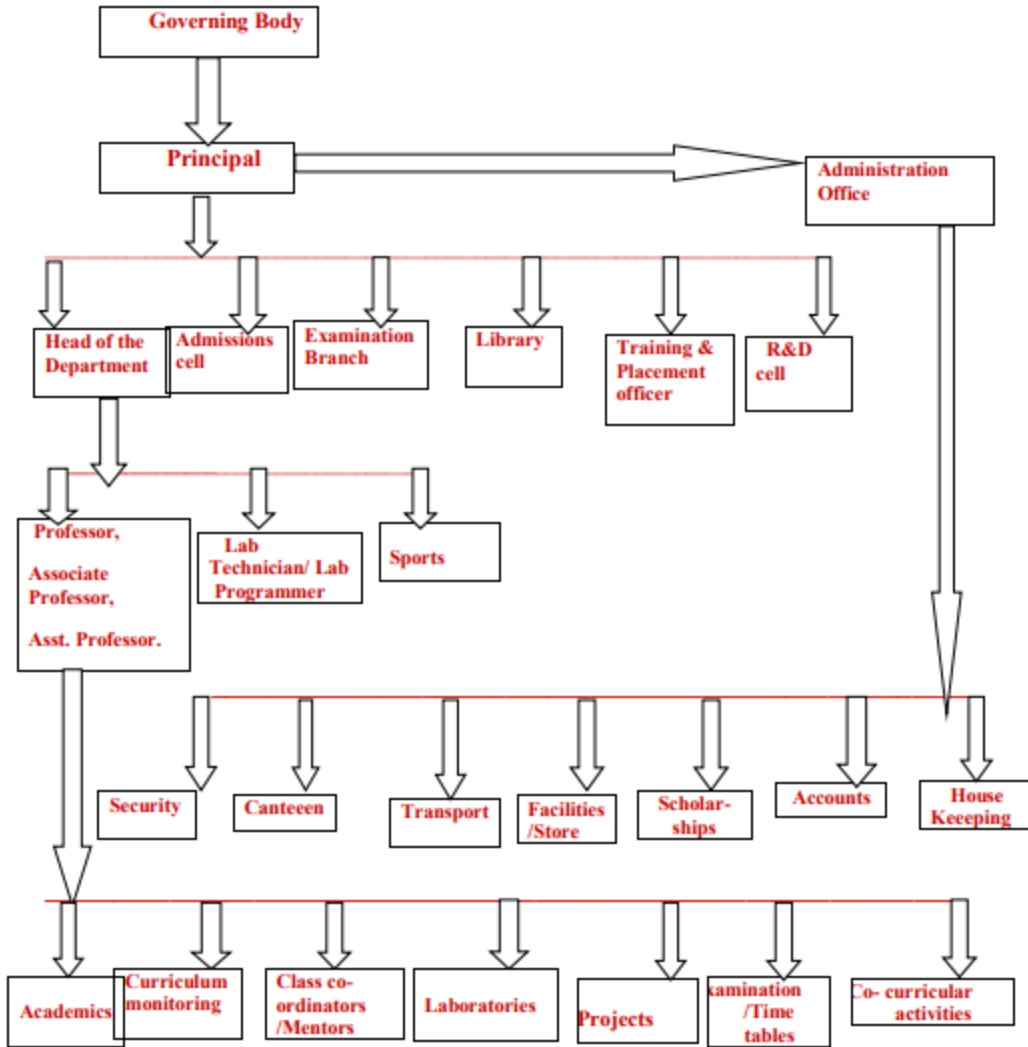 Governing Body
Principal
Administration
Office
Head of the
Department
Admissions
cell
Examination
Branch
Library
Training &
Placement
officer
R&D
cell
Professor,
Associate
Professor,
Asst. Professor.
Lab
Technician/ Lab
Programmer
Sports
Security
Canteeen
Transport
Facilities
/Store
Scholar-
ships
Accounts
House
Keeeping
Academics
Curriculum
monitoring
Class co-
ordinators
/Mentors
Laboratories
Projects
xamination
/Time
tables
Co- curricular
activities